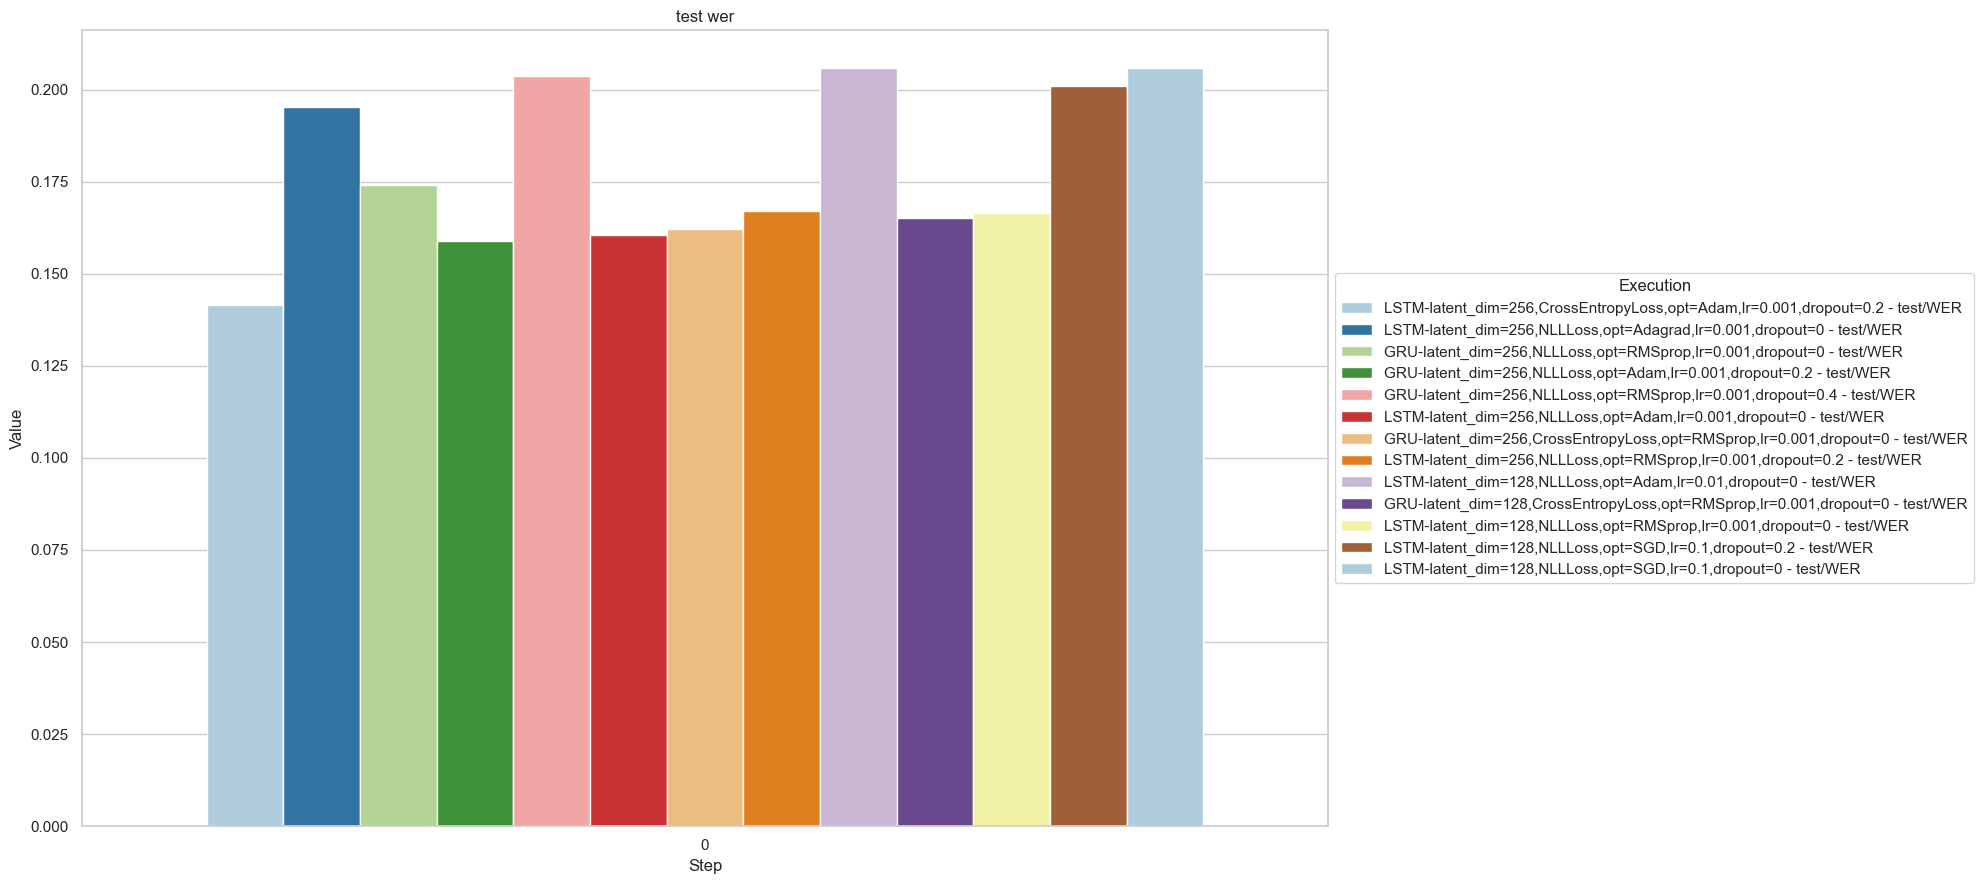 test wer
0.200
0.175
0.150
0.125
0.100
0.075
0.050
0.025
0.000
Value
0
Step
Execution
LSTM-latent_dim=256,CrossEntropyLoss,opt=Adam,lr=0.001,dropout=0.2 - test/WER
LSTM-latent_dim=256,NLLLoss,opt=Adagrad,lr=0.001,dropout=0 - test/WER
GRU-latent_dim=256,NLLLoss,opt=RMSprop,lr=0.001,dropout=0 - test/WER
GRU-latent_dim=256,NLLLoss,opt=Adam,lr=0.001,dropout=0.2 - test/WER
GRU-latent_dim=256,NLLLoss,opt=RMSprop,lr=0.001,dropout=0.4 - test/WER
LSTM-latent_dim=256,NLLLoss,opt=Adam,lr=0.001,dropout=0 - test/WER
GRU-latent_dim=256,CrossEntropyLoss,opt=RMSprop,lr=0.001,dropout=0 - test/WER
LSTM-latent_dim=256,NLLLoss,opt=RMSprop,lr=0.001,dropout=0.2 - test/WER
LSTM-latent_dim=128,NLLLoss,opt=Adam,lr=0.01,dropout=0 - test/WER
GRU-latent_dim=128,CrossEntropyLoss,opt=RMSprop,lr=0.001,dropout=0 - test/WER
LSTM-latent_dim=128,NLLLoss,opt=RMSprop,lr=0.001,dropout=0 - test/WER
LSTM-latent_dim=128,NLLLoss,opt=SGD,lr=0.1,dropout=0.2 - test/WER
LSTM-latent_dim=128,NLLLoss,opt=SGD,lr=0.1,dropout=0 - test/WER